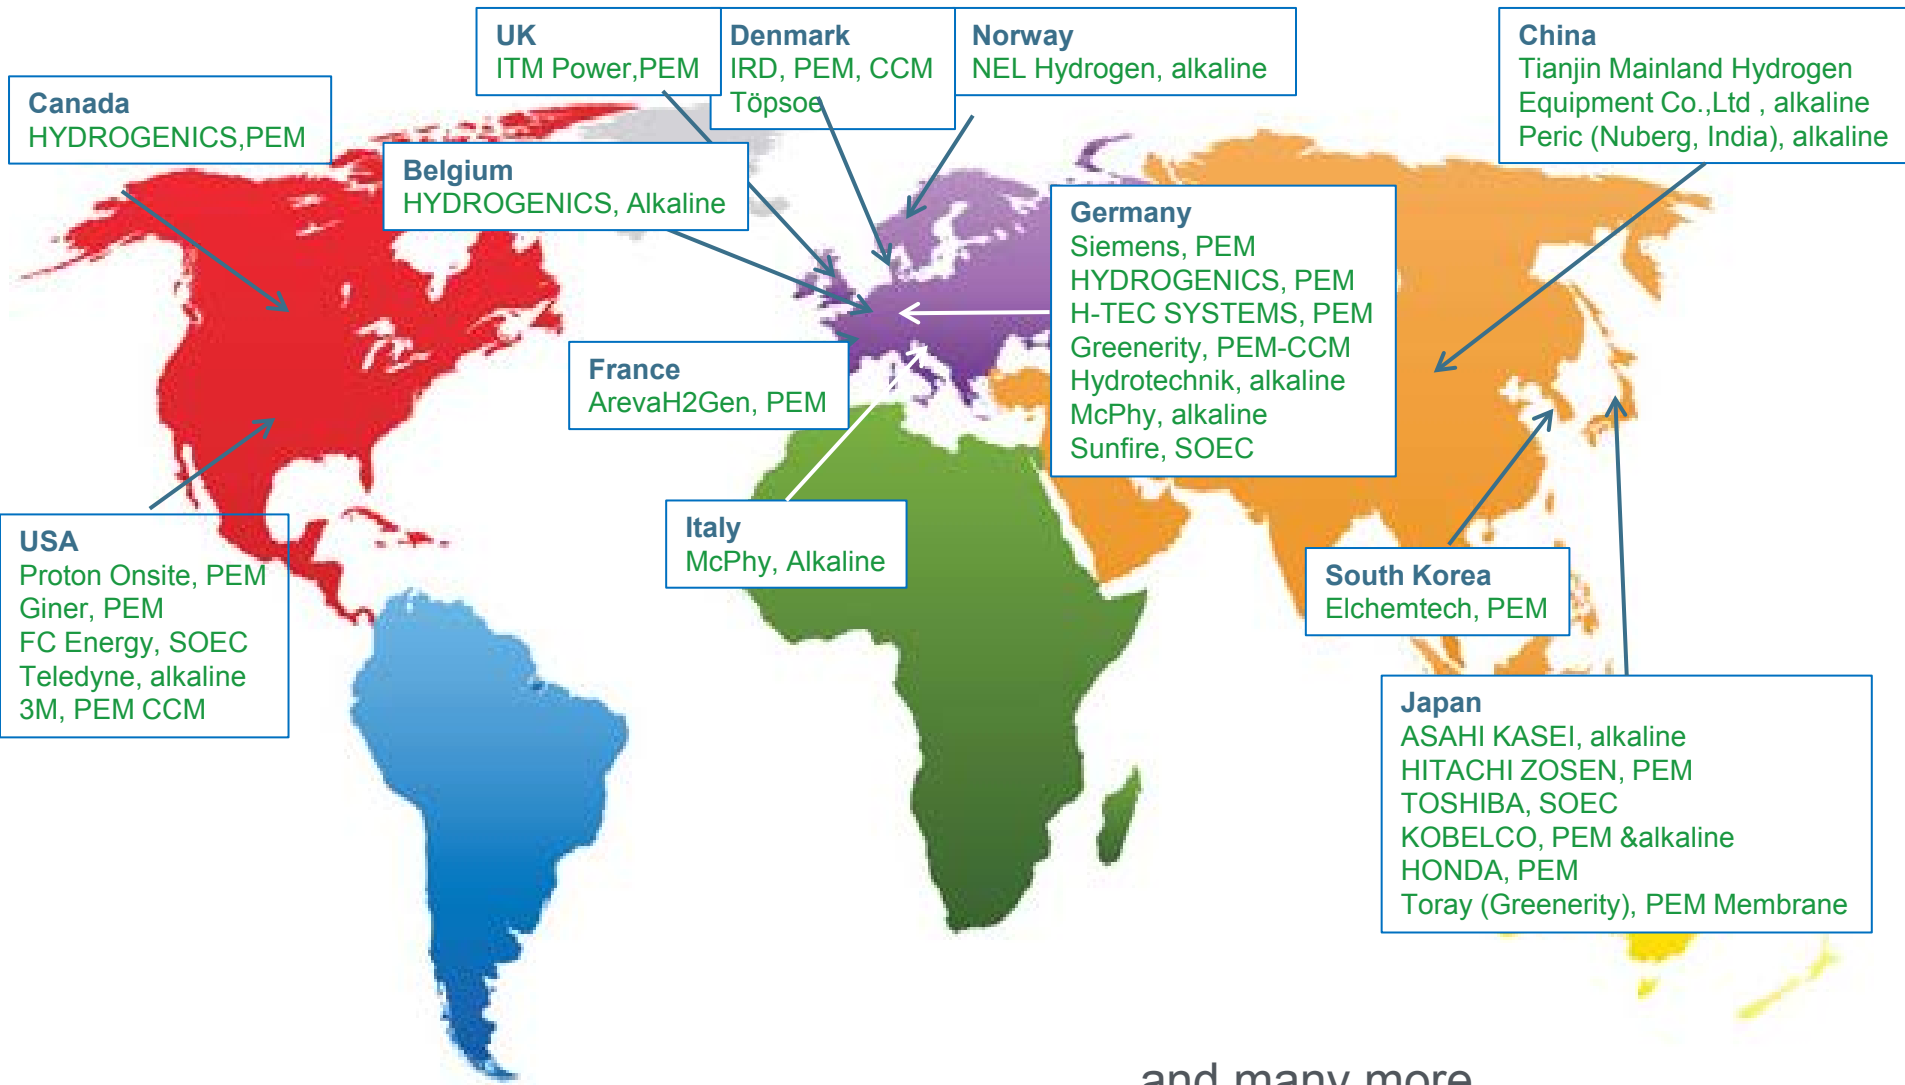 UK
ITM Power,PEM
Denmark
IRD, PEM, CCM
Töpsoe
Norway
NEL Hydrogen, alkaline
China
Tianjin Mainland Hydrogen
Equipment Co.,Ltd , alkaline
Peric (Nuberg, India), alkaline
Canada
HYDROGENICS,PEM
Belgium
HYDROGENICS, Alkaline
Germany
Siemens, PEM
HYDROGENICS, PEM
H-TEC SYSTEMS, PEM
Greenerity, PEM-CCM
Hydrotechnik, alkaline
McPhy, alkaline
Sunfire, SOEC
France
ArevaH2Gen, PEM
Italy
McPhy, Alkaline
USA
Proton Onsite, PEM
Giner, PEM
FC Energy, SOEC
Teledyne, alkaline
3M, PEM CCM
South Korea
Elchemtech, PEM
Japan
ASAHI KASEI, alkaline
HITACHI ZOSEN, PEM
TOSHIBA, SOEC
KOBELCO, PEM &alkaline
HONDA, PEM
Toray (Greenerity), PEM Membrane
and many more